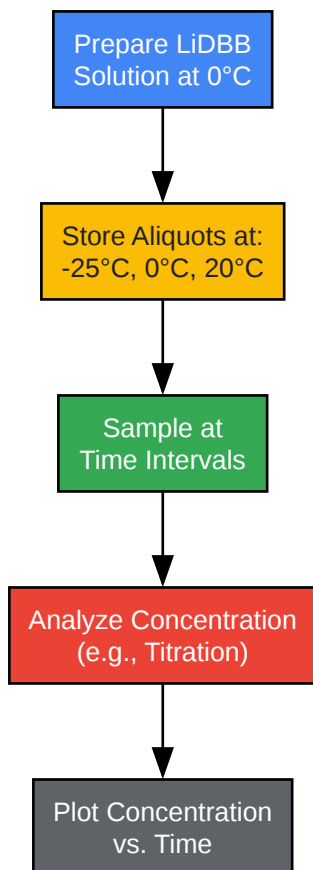 Prepare LiDBB
Solution at 0°C
Store Aliquots at:
-25°C, 0°C, 20°C
Sample at
Time Intervals
Analyze Concentration
(e.g., Titration)
Plot Concentration
vs. Time